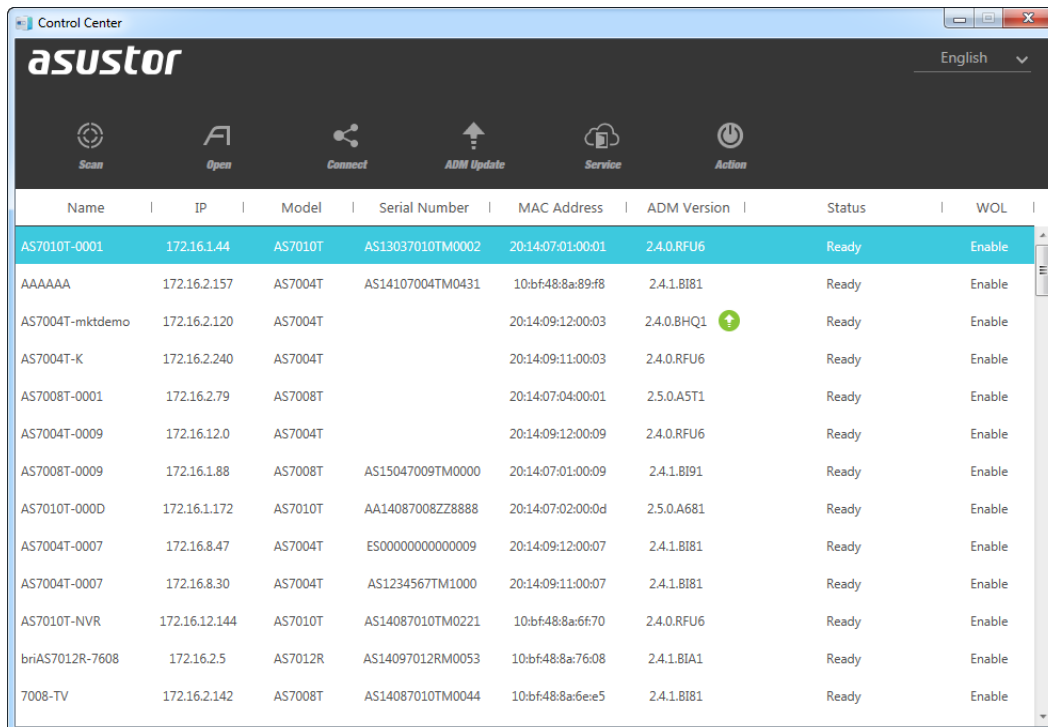 Control Center
asustor
English
Scan Open Connect ADM Update Service Action
Name IP Model Serial Number MAC Address ADM Version Status WOL
AS7010T-0001 172.16.1.44 AS7010T AS13037010TM0002 20:14:07:01:00:01 2.4.0.RFU6 Ready Enable
AAAAAA 172.16.2.157 AS7004T AS14107004TM0431 10:bf:48:8a:89:f8 2.4.1.BI81 Ready Enable
AS7004T-mktdemo 172.16.2.120 AS7004T 20:14:09:12:00:03 2.4.0.BHQ1 Ready Enable
AS7004T-K 172.16.2.240 AS7004T 20:14:09:11:00:03 2.4.0.RFU6 Ready Enable
AS7008T-0001 172.16.2.79 AS7008T 20:14:07:04:00:01 2.5.0.A5T1 Ready Enable
AS7004T-0009 172.16.12.0 AS7004T 20:14:09:12:00:09 2.4.0.RFU6 Ready Enable
AS7008T-0009 172.16.1.88 AS7008T AS15047009TM0000 20:14:07:01:00:09 2.4.1.BI91 Ready Enable
AS7010T-000D 172.16.1.172 AS7010T AA14087008ZZ8888 20:14:07:02:00:0d 2.5.0.A681 Ready Enable
AS7004T-0007 172.16.8.47 AS7004T ES00000000000009 20:14:09:12:00:07 2.4.1.BI81 Ready Enable
AS7004T-0007 172.16.8.30 AS7004T AS1234567TM1000 20:14:09:11:00:07 2.4.1.BI81 Ready Enable
AS7010T-NVR 172.16.12.144 AS7010T AS14087010TM0221 10:bf:48:8a:6f:70 2.4.0.RFU6 Ready Enable
briAS7012R-7608 172.16.2.5 AS7012R AS14097012RM0053 10:bf:48:8a:76:08 2.4.1.BIA1 Ready Enable
7008-TV 172.16.2.142 AS7008T AS14087010TM0044 10:bf:48:8a:6e:e5 2.4.1.BI81 Ready Enable